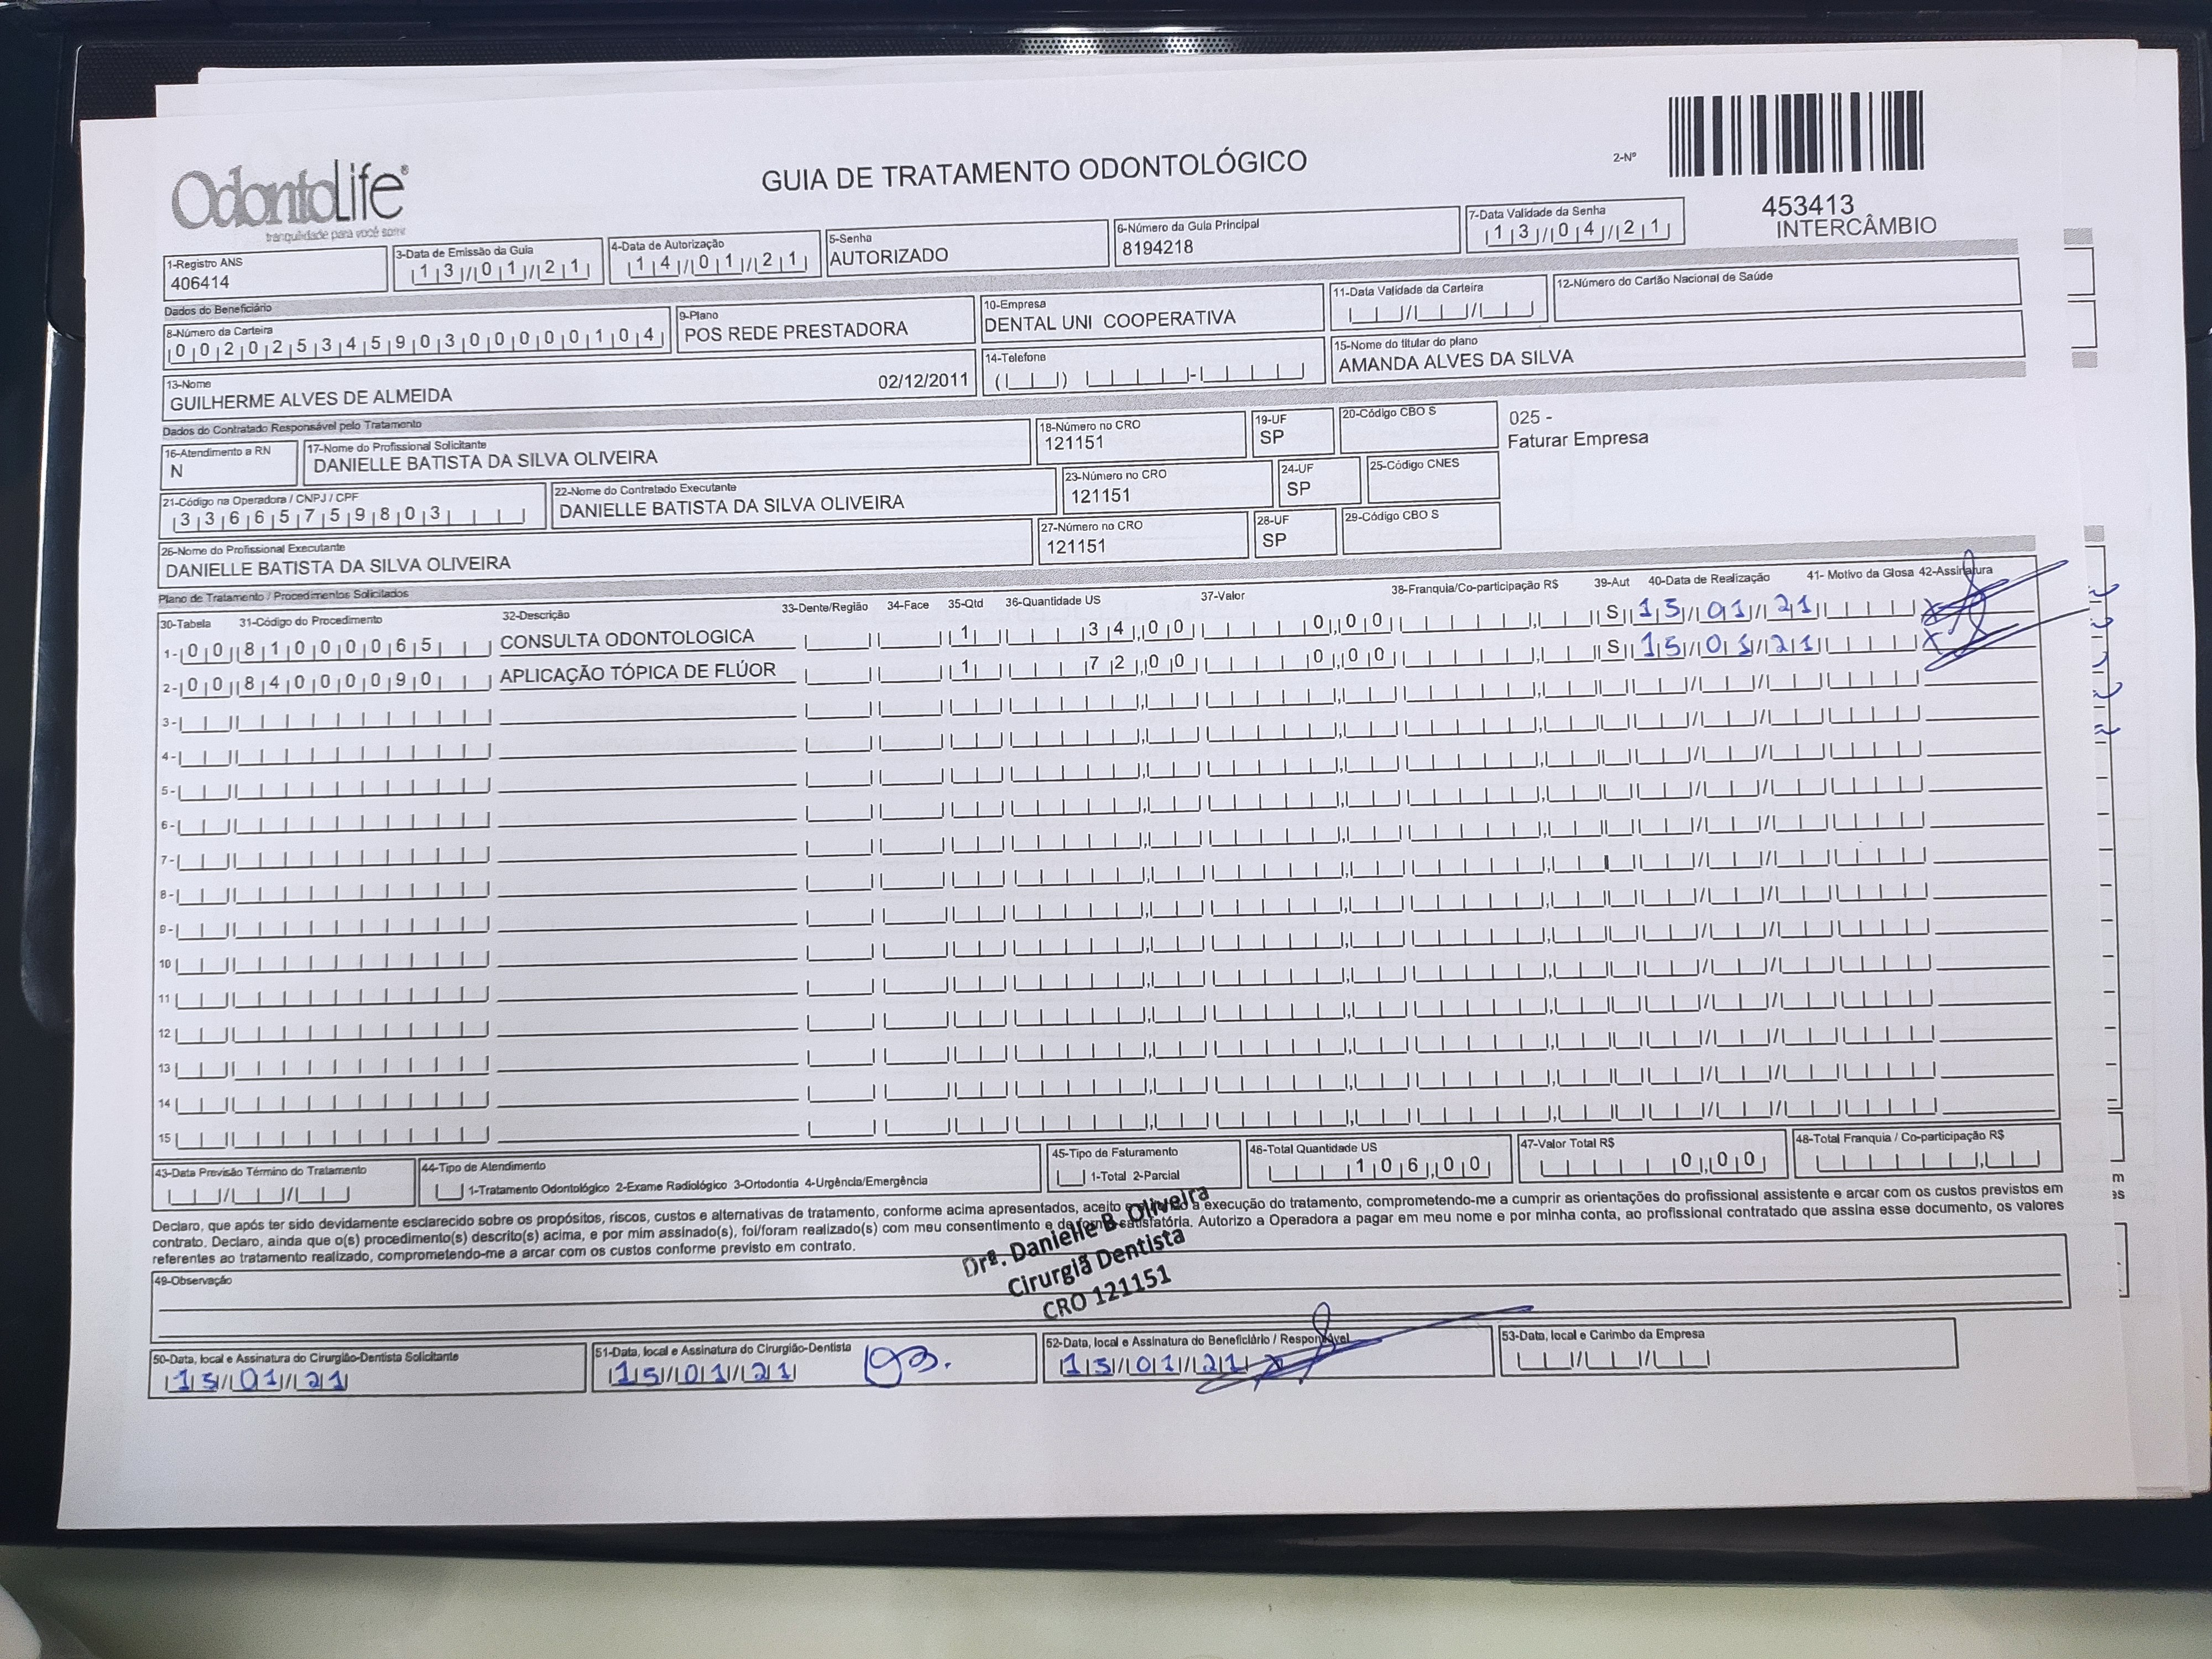 OdontoLife®
tranquilidade para você sorrir
GUIA DE TRATAMENTO ODONTOLÓGICO
2-Nº
453413
INTERCÂMBIO
1-Registro ANS
406414
3-Data de Emissão da Guia
13/01/21
4-Data de Autorização
14/01/21
5-Senha
AUTORIZADO
6-Número da Guia Principal
8194218
7-Data Validade da Senha
13/04/21
Dados do Beneficiário
8-Número da Carteira
00202534590300000104
9-Plano
POS REDE PRESTADORA
10-Empresa
DENTAL UNI COOPERATIVA
11-Data Validade da Carteira
12-Número do Cartão Nacional de Saúde
13-Nome
GUILHERME ALVES DE ALMEIDA 02/12/2011
14-Telefone
15-Nome do titular do plano
AMANDA ALVES DA SILVA
Dados do Contratado Responsável pelo Tratamento
16-Atendimento a RN
N
17-Nome do Profissional Solicitante
DANIELLE BATISTA DA SILVA OLIVEIRA
18-Número no CRO
121151
19-UF
SP
20-Código CBO S
025 -
Faturar Empresa
21-Código na Operadora / CNPJ / CPF
33665759803
22-Nome do Contratado Executante
DANIELLE BATISTA DA SILVA OLIVEIRA
23-Número no CRO
121151
24-UF
SP
25-Código CNES
26-Nome do Profissional Executante
DANIELLE BATISTA DA SILVA OLIVEIRA
27-Número no CRO
121151
28-UF
SP
29-Código CBO S
Plano de Tratamento / Procedimentos Solicitados
30-Tabela 31-Código do Procedimento 32-Descrição 33-Dente/Região 34-Face 35-Qtd 36-Quantidade US 37-Valor 38-Franquia/Co-participação R$ 39-Aut 40-Data de Realização 41- Motivo da Glosa 42-Assinatura
1- 00 81000065 CONSULTA ODONTOLOGICA 1 34,00 0,00 S 15/01/21
2- 00 84000090 APLICAÇÃO TÓPICA DE FLÚOR 1 72,00 0,00 S 15/01/21
3-
4-
5-
6-
7-
8-
9-
10
11
12
13
14
15
43-Data Previsão Término do Tratamento
44-Tipo de Atendimento
1-Tratamento Odontológico 2-Exame Radiológico 3-Ortodontia 4-Urgência/Emergência
45-Tipo de Faturamento
1-Total 2-Parcial
46-Total Quantidade US
106,00
47-Valor Total R$
0,00
48-Total Franquia / Co-participação R$
Declaro, que após ter sido devidamente esclarecido sobre os propósitos, riscos, custos e alternativas de tratamento, conforme acima apresentados, aceito e a execução do tratamento, comprometendo-me a cumprir as orientações do profissional assistente e arcar com os custos previstos em
contrato. Declaro, ainda que o(s) procedimento(s) descrito(s) acima, e por mim assinado(s), foi/foram realizado(s) com meu consentimento e de forma satisfatória. Autorizo a Operadora a pagar em meu nome e por minha conta, ao profissional contratado que assina esse documento, os valores
referentes ao tratamento realizado, comprometendo-me a arcar com os custos conforme previsto em contrato.
Drª. Danielle B. Oliveira
Cirurgiã Dentista
CRO 121151
49-Observação
50-Data, local e Assinatura do Cirurgião-Dentista Solicitante
15/01/21
51-Data, local e Assinatura do Cirurgião-Dentista
15/01/21
52-Data, local e Assinatura do Beneficiário / Responsável
15/01/21
53-Data, local e Carimbo da Empresa